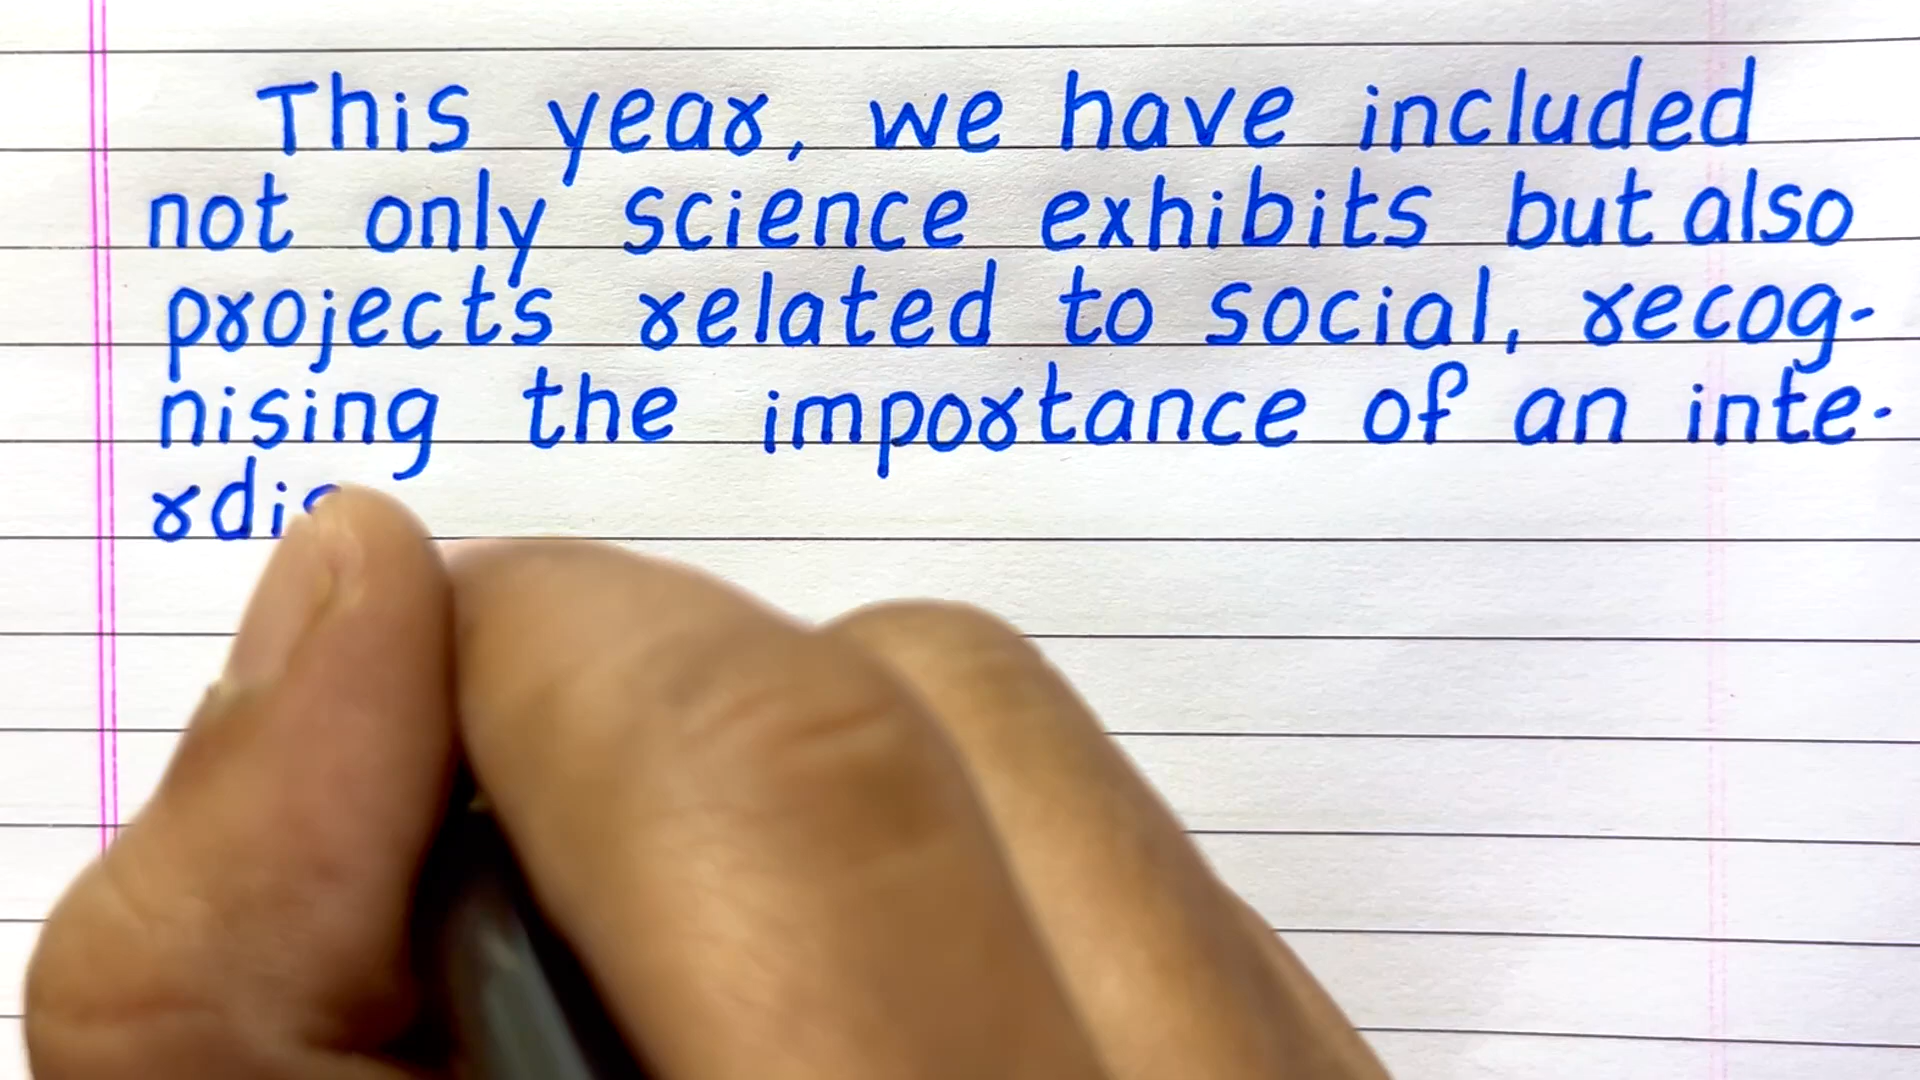 This year, we have included
not only science exhibits but also
projects related to social, recog-
nising the importance of an inte-
rdis